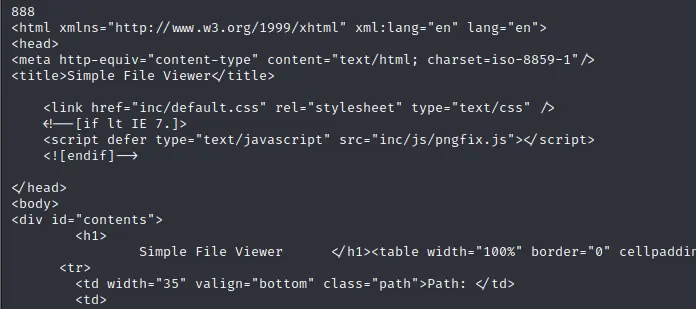 888
<html xmlns="http://www.w3.org/1999/xhtml" xml:lang="en" lang="en">
<head>
<meta http-equiv="content-type" content="text/html; charset=iso-8859-1"/>
<title>Simple File Viewer</title>
<link href="inc/default.css" rel="stylesheet" type="text/css" />
<!--[if lt IE 7.]>
<script defer type="text/javascript" src="inc/js/pngfix.js"></script>
<![endif]-->
</head>
<body>
<div id="contents">
<h1>
Simple File Viewer </h1><table width="100%" border="0" cellpaddin
<tr>
<td width="35" valign="bottom" class="path">Path: </td>
<td>